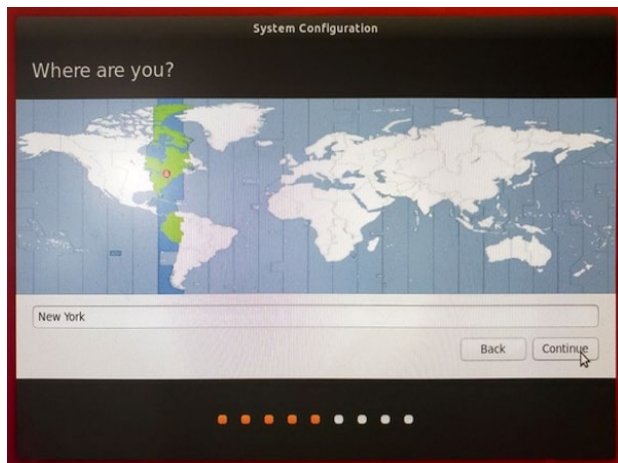 System Configuration
Where are you?
New York
Back
Continue